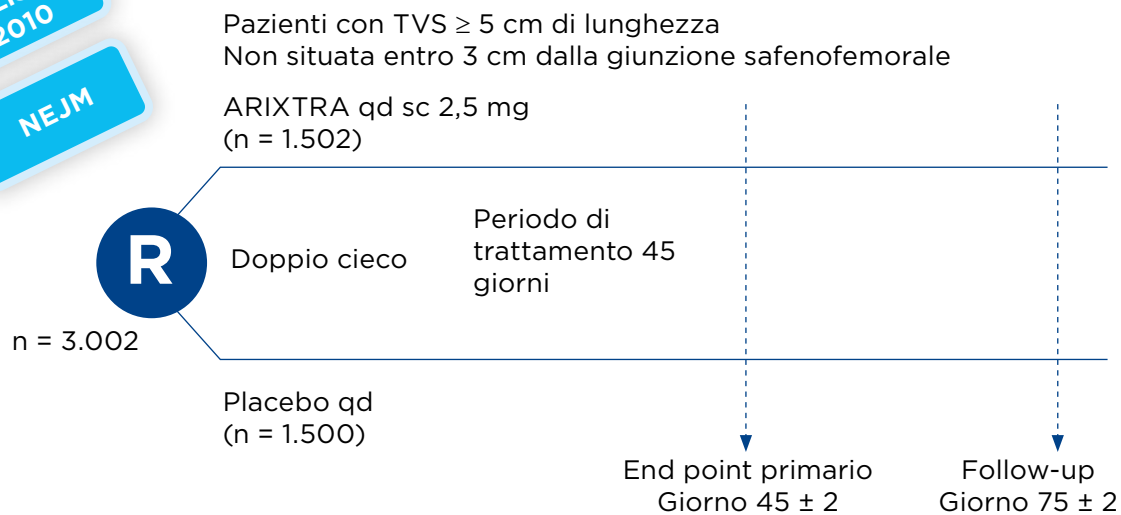 2010
NEJM
Pazienti con TVS ≥ 5 cm di lunghezza
Non situata entro 3 cm dalla giunzione safenofemorale
ARIXTRA qd sc 2,5 mg
(n = 1.502)
R
Doppio cieco
Periodo di
trattamento 45
giorni
n = 3.002
Placebo qd
(n = 1.500)
End point primario
Giorno 45 ± 2
Follow-up
Giorno 75 ± 2